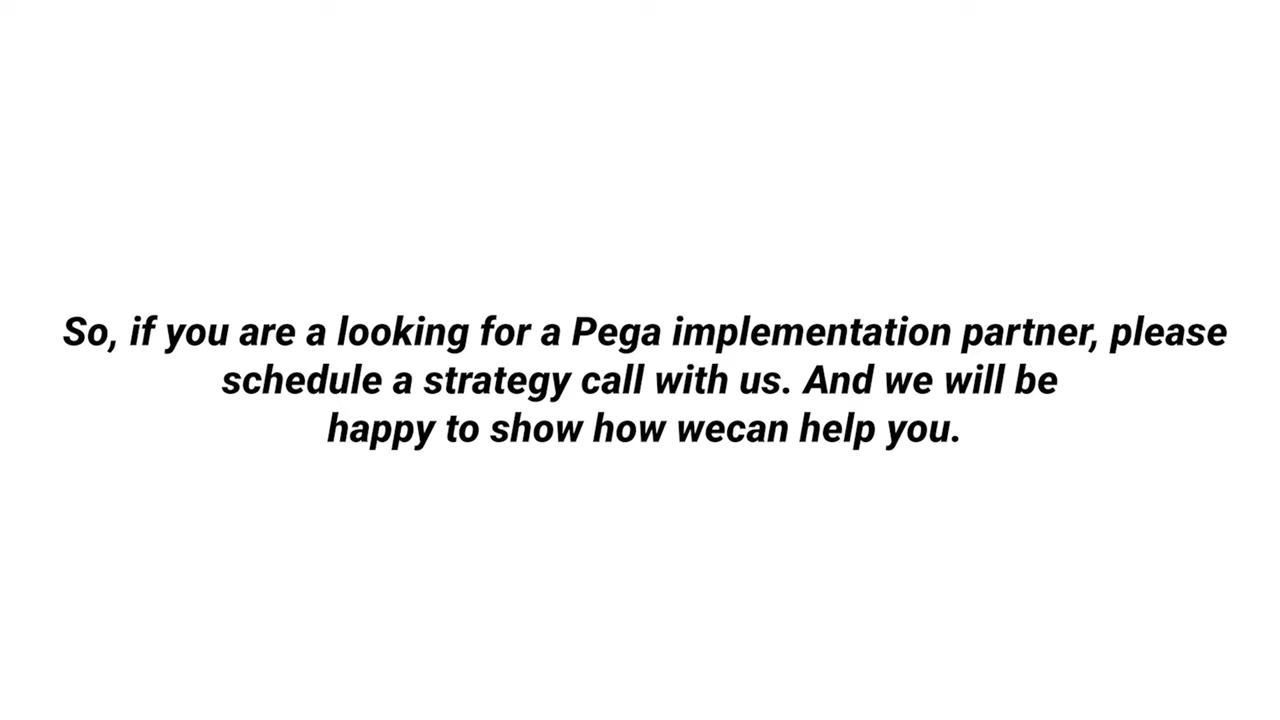 So, if you are a looking for a Pega implementation partner, please
schedule a strategy call with us. And we will be
happy to show how wecan help you.